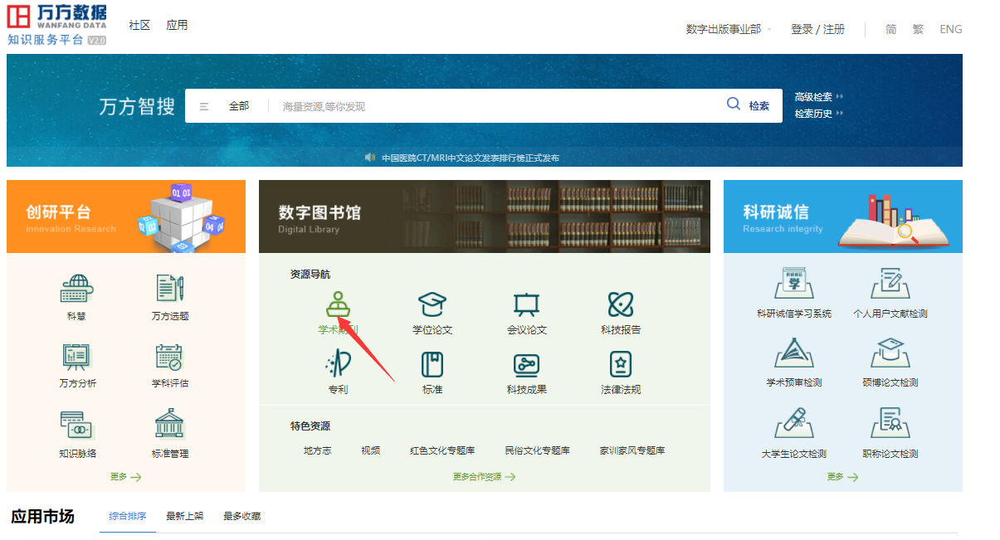 万方数据
WANFANG DATA
知识服务平台 V2.0
社区 应用
数字出版事业部 登录 / 注册 简 繁 ENG
万方智搜 全部 海量资源,等你发现 检索
高级检索
检索历史
中国医院CT/MRI中文论文发表排行榜正式发布
创研平台
innovation Research
01 01
02 02
04 04
03
科慧 万方选题
万方分析 学科评估
知识脉络 标准管理
更多
数字图书馆
Digital Library
资源导航
学术期刊 学位论文 会议论文 科技报告
专利 标准 科技成果 法律法规
特色资源
地方志 视频 红色文化专题库 民俗文化专题库 家训家风专题库
更多合作资源
科研诚信
Research integrity
学
科研诚信学习系统 个人用户文献检测
学术预审检测 硕博论文检测
大学生论文检测 职称论文检测
更多
应用市场 综合排序 最新上架 最多收藏